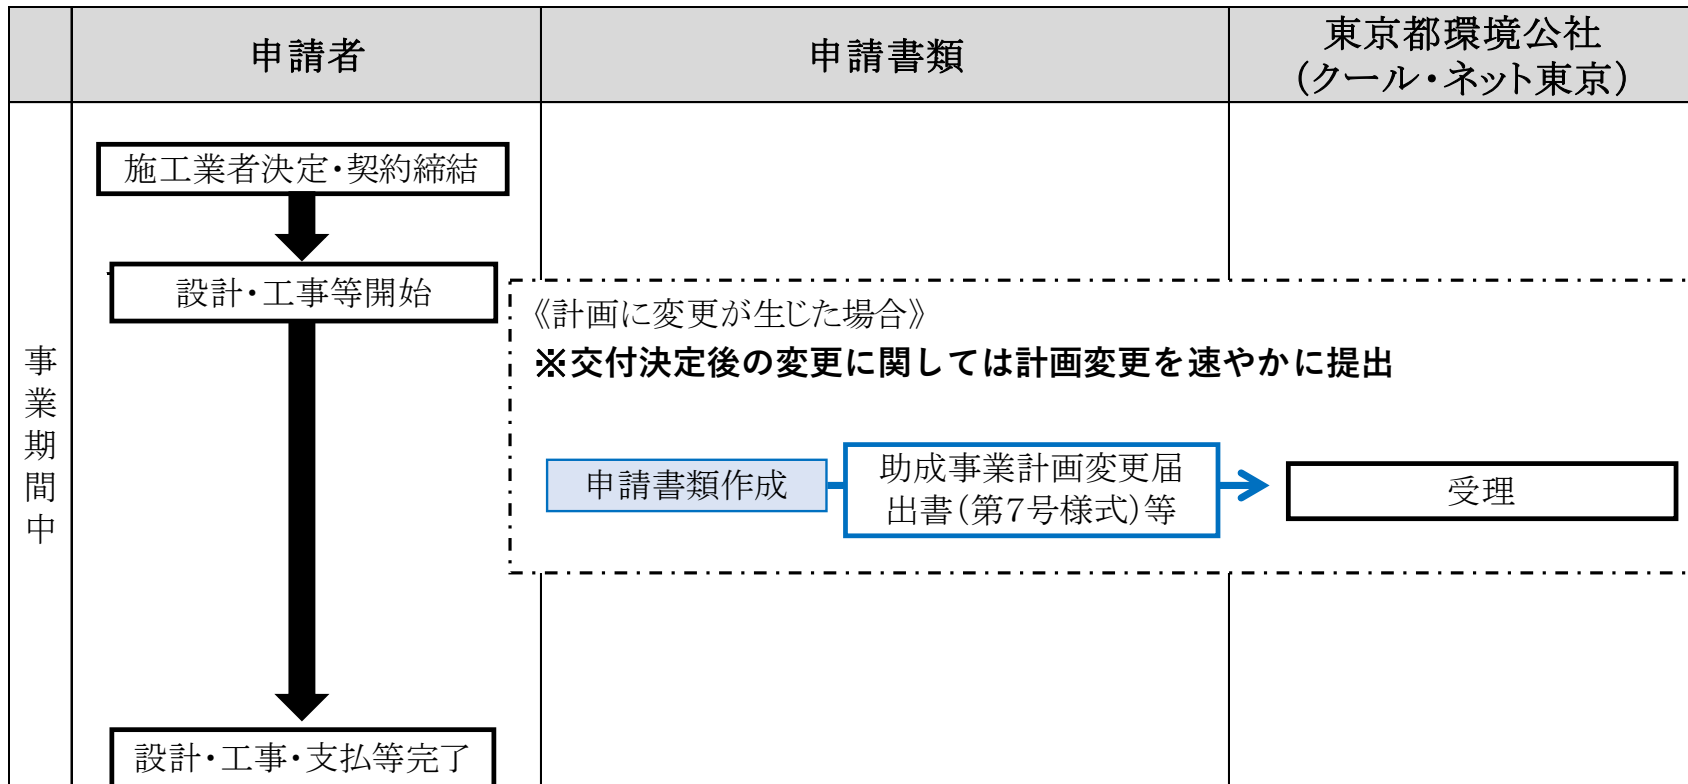 申請者
申請書類
東京都環境公社
(クール・ネット東京)
事業期間中
施工業者決定・契約締結
設計・工事等開始
《計画に変更が生じた場合》
※交付決定後の変更に関しては計画変更を速やかに提出
申請書類作成
助成事業計画変更届
出書(第7号様式)等
受理
設計・工事・支払等完了